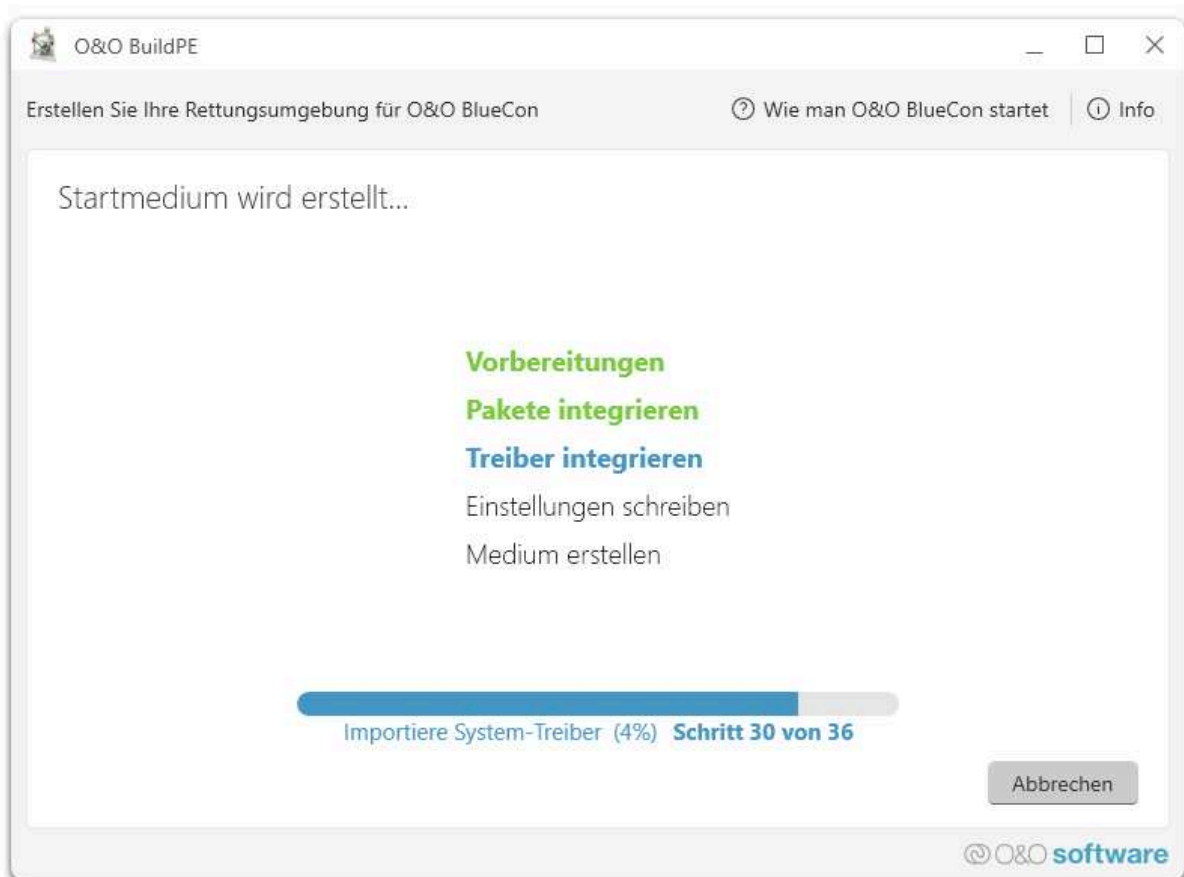 O&O BuildPE
Erstellen Sie Ihre Rettungsumgebung für O&O BlueCon
Wie man O&O BlueCon startet
Info
Startmedium wird erstellt...
Vorbereitungen
Pakete integrieren
Treiber integrieren
Einstellungen schreiben
Medium erstellen
Importiere System-Treiber (4%) Schritt 30 von 36
Abbrechen
O&O software